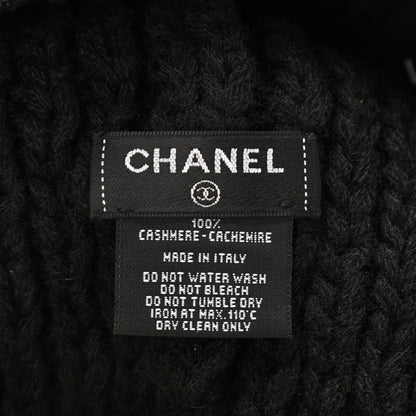 CHANEL
100%
CASHMERE - CACHEMIRE
MADE IN ITALY
DO NOT WATER WASH
DO NOT BLEACH
DO NOT TUMBLE DRY
IRON AT MAX. 110°C
DRY CLEAN ONLY